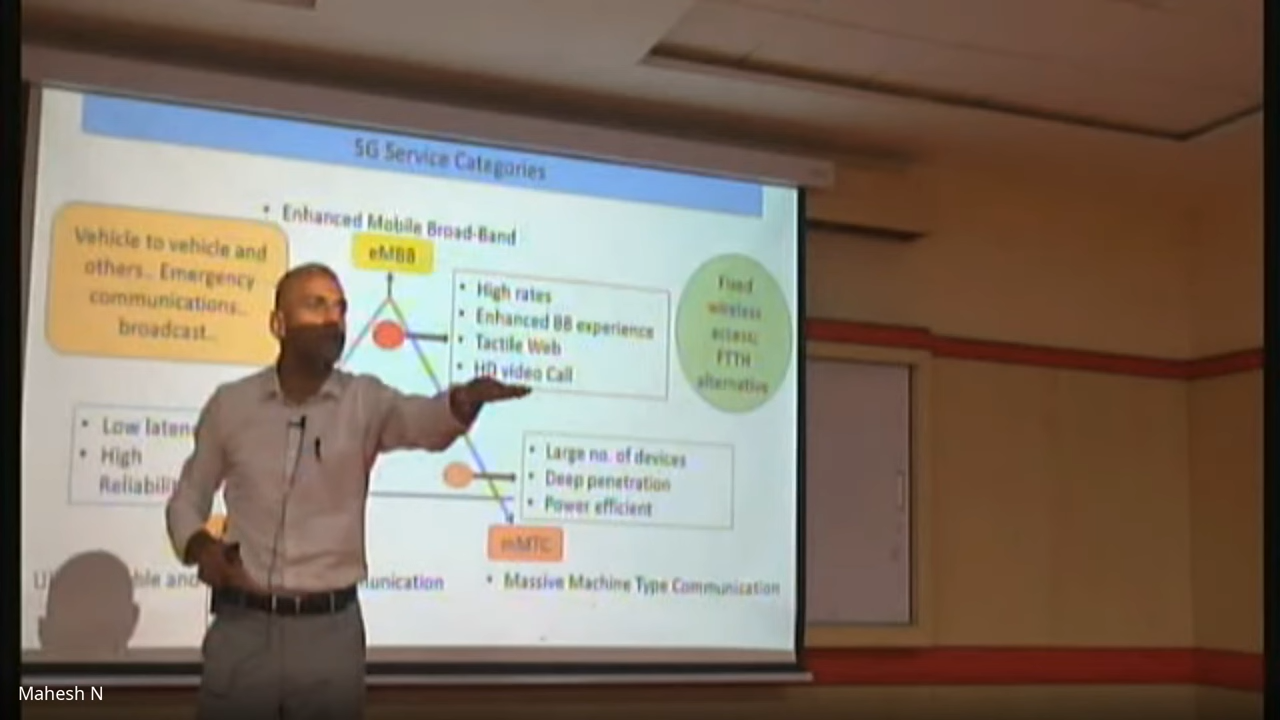 5G Service Categories
• Enhanced Mobile Broad-Band
eMBB
Vehicle to vehicle and
others.. Emergency
communications..
broadcast..
• High rates
• Enhanced BB experience
• Tactile Web
• HD video Call
Fixed
wireless
access;
FTTH
alternative
• Low laten
• High
Reliabili
• Large no. of devices
• Deep penetration
• Power efficient
mMTC
ble and
unication
• Massive Machine Type Communication
Mahesh N